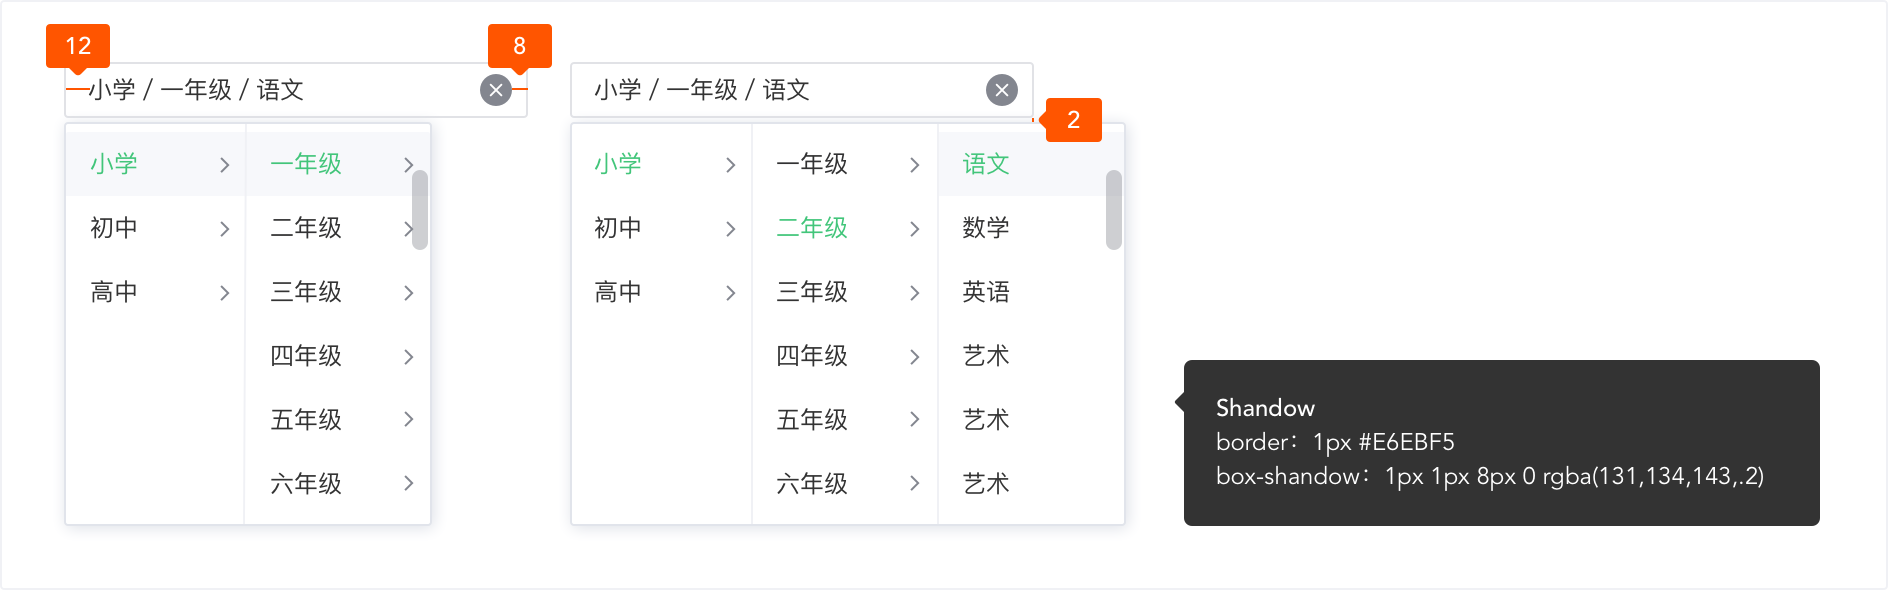 12
8
小学 / 一年级 / 语文
小学 / 一年级 / 语文
2
小学
初中
高中
一年级
二年级
三年级
四年级
五年级
六年级
小学
初中
高中
一年级
二年级
三年级
四年级
五年级
六年级
语文
数学
英语
艺术
艺术
艺术
Shandow
border：1px #E6EBF5
box-shandow：1px 1px 8px 0 rgba(131,134,143,.2)